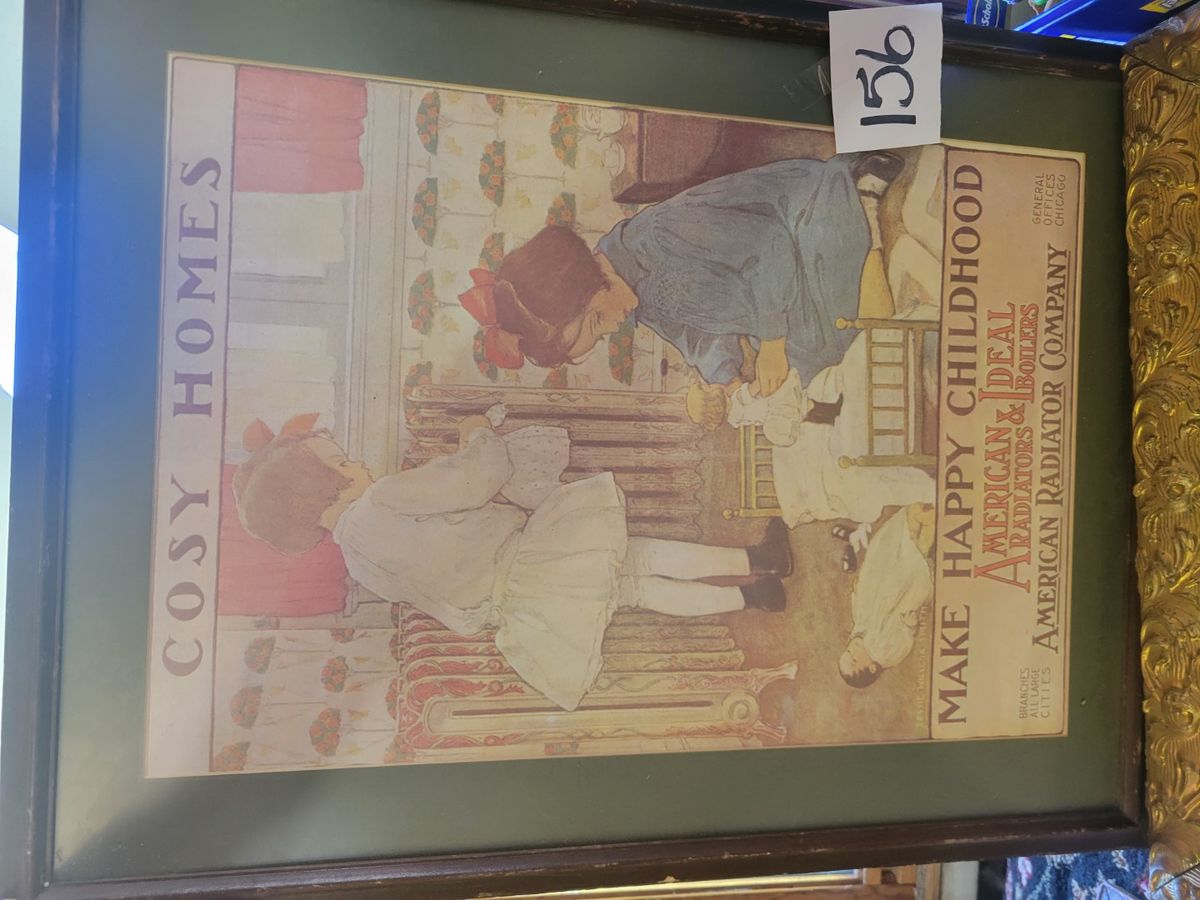 156
COSY HOMES
MAKE HAPPY CHILDHOOD
AMERICAN & IDEAL
RADIATORS BOILERS
AMERICAN RADIATOR COMPANY
BRANCHES
ALL LARGE
CITIES
GENERAL
OFFICES
CHICAGO